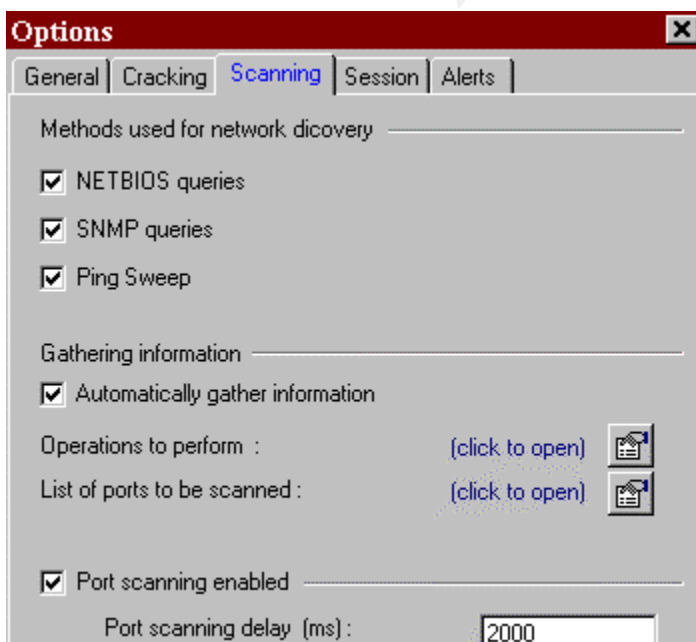 Options
General Cracking Scanning Session Alerts
Methods used for network dicovery
NETBIOS queries
SNMP queries
Ping Sweep
Gathering information
Automatically gather information
Operations to perform : (click to open)
List of ports to be scanned : (click to open)
Port scanning enabled
Port scanning delay (ms) : 2000